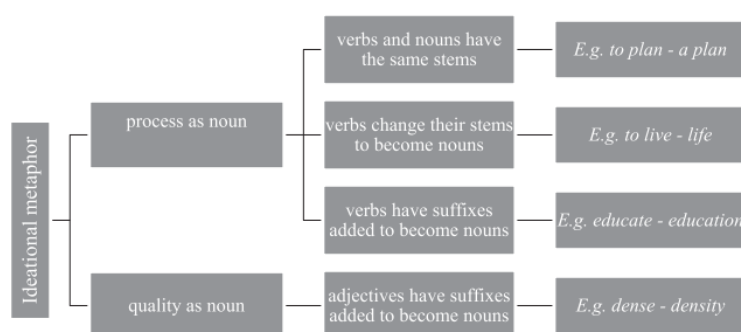 Ideational metaphor
process as noun
quality as noun
verbs and nouns have
the same stems
E.g. to plan - a plan
verbs change their stems
to become nouns
E.g. to live - life
verbs have suffixes
added to become nouns
E.g. educate - education
adjectives have suffixes
added to become nouns
E.g. dense - density